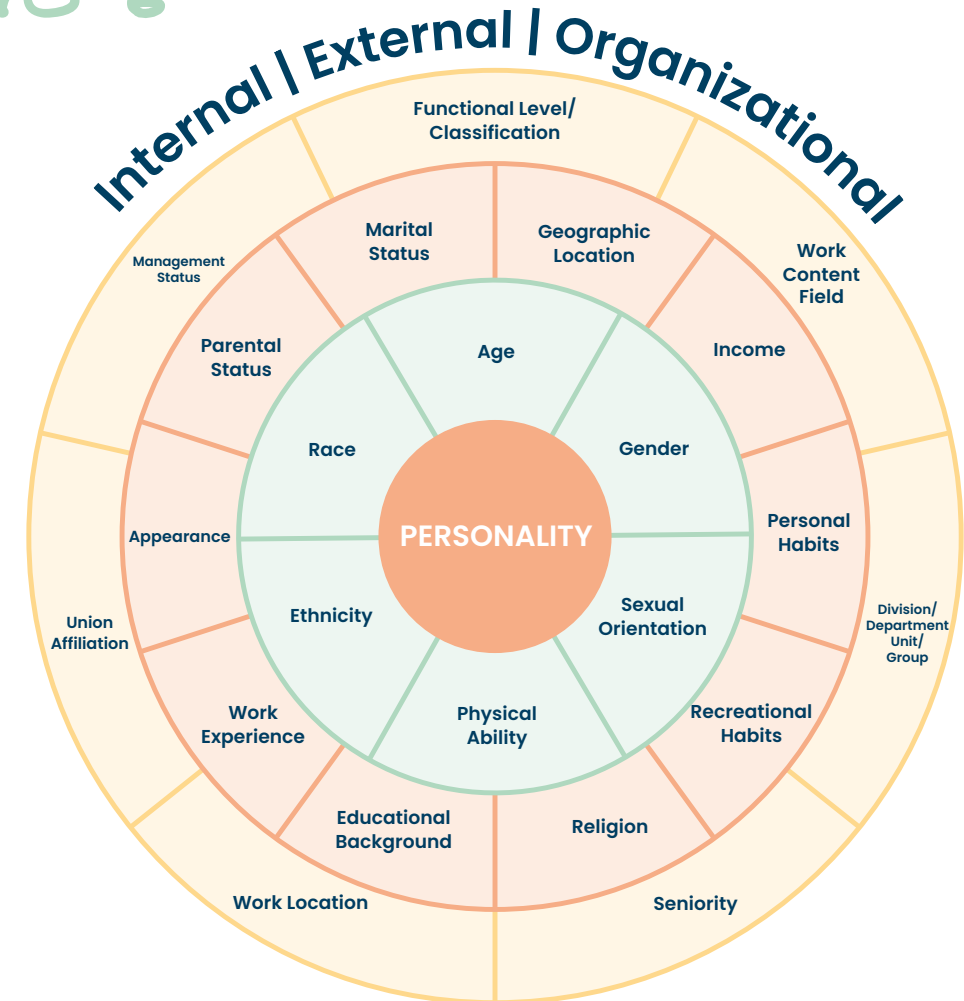 Internal | External | Organizational
Functional Level/
Classification
Work
Content
Field
Division/
Department
Unit/
Group
Seniority
Work Location
Union
Affiliation
Management
Status
Marital
Status
Geographic
Location
Income
Personal
Habits
Recreational
Habits
Religion
Educational
Background
Work
Experience
Appearance
Parental
Status
Age
Gender
Sexual
Orientation
Physical
Ability
Ethnicity
Race
PERSONALITY